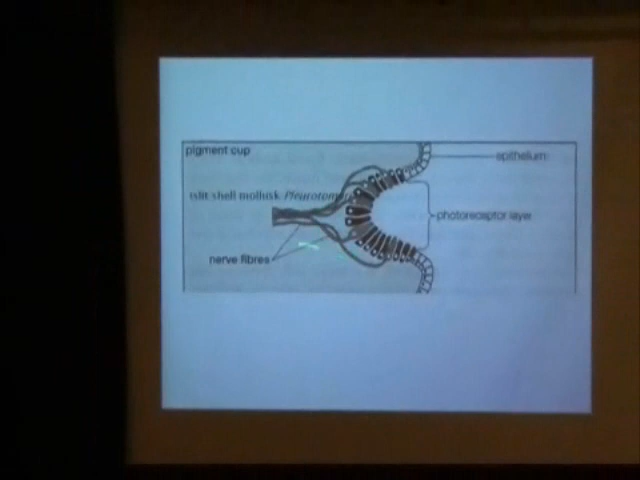 pigment cup
epithelium
(slit shell mollusk Pleurotom
photoreceptor layer
nerve fibres